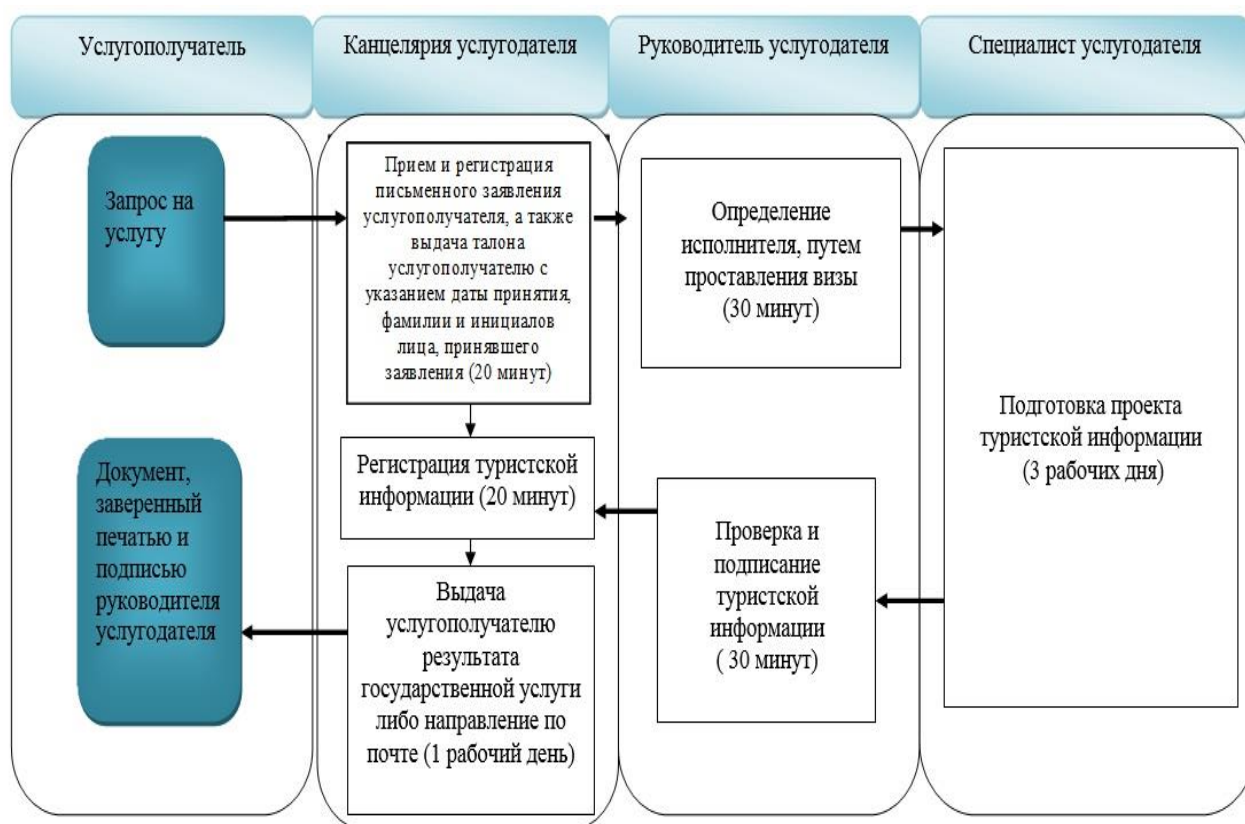 Услугополучатель
Канцелярия услугодателя
Руководитель услугодателя
Специалист услугодателя
Запрос на
услугу
Прием и регистрация
письменного заявления
услугополучателя, а также
выдача талона
услугополучателю с
указанием даты принятия,
фамилии и инициалов
лица, принявшего
заявления (20 минут)
Определение
исполнителя, путем
проставления визы
(30 минут)
Подготовка проекта
туристской информации
(3 рабочих дня)
Документ,
заверенный
печатью и
подписью
руководителя
услугодателя
Регистрация туристской
информации (20 минут)
Проверка и
подписание
туристской
информации
( 30 минут)
Выдача
услугополучателю
результата
государственной услуги
либо направление по
почте (1 рабочий день)